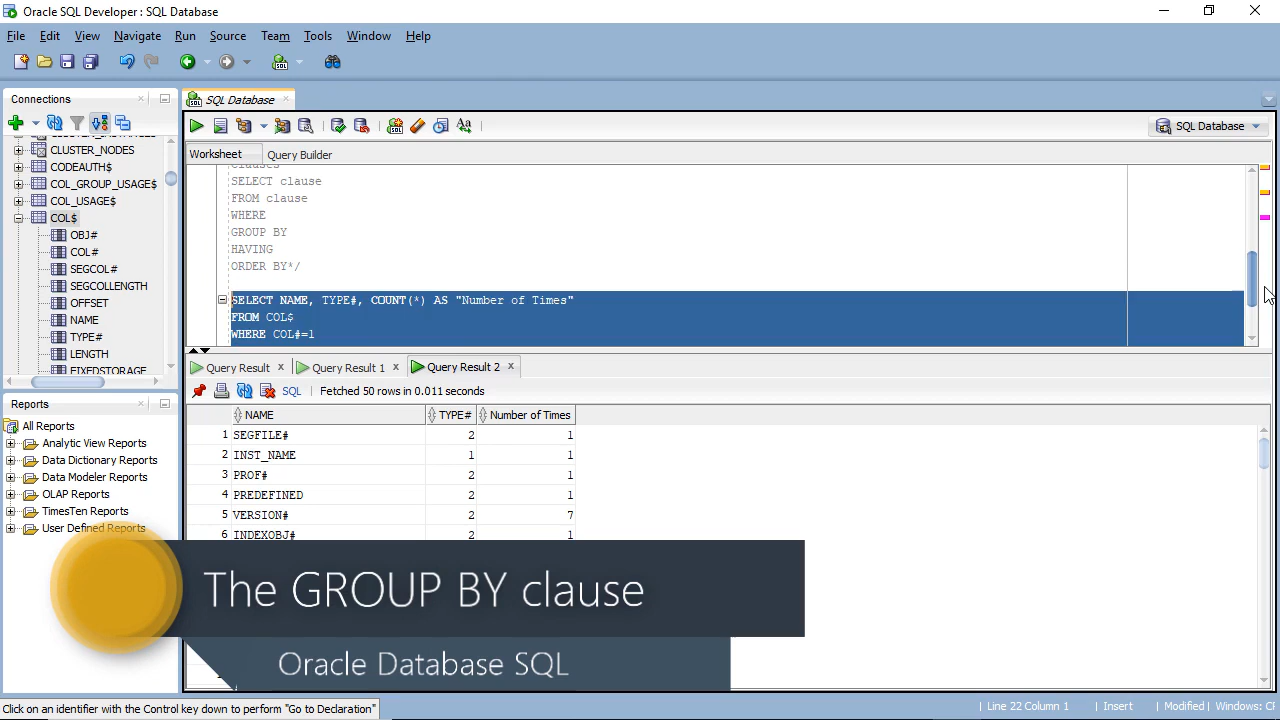 Oracle SQL Developer : SQL Database
File Edit View Navigate Run Source Team Tools Window Help
Connections
SQL Database
SQL Database
CLUSTER_NODES
CODEAUTH$
COL_GROUP_USAGE$
COL_USAGE$
COL$
OBJ#
COL#
SEGCOL#
SEGCOLLENGTH
OFFSET
NAME
TYPE#
LENGTH
FIXEDSTORAGE
Worksheet Query Builder
Clauses
SELECT clause
FROM clause
WHERE
GROUP BY
HAVING
ORDER BY*/
SELECT NAME, TYPE#, COUNT(*) AS "Number of Times"
FROM COL$
WHERE COL#=1
Query Result x Query Result 1 x Query Result 2 x
SQL Fetched 50 rows in 0.011 seconds
NAME TYPE# Number of Times
1 SEGFILE# 2 1
2 INST_NAME 1 1
3 PROF# 2 1
4 PREDEFINED 2 1
5 VERSION# 2 7
6 INDEXOBJ# 2 1
Reports
All Reports
Analytic View Reports
Data Dictionary Reports
Data Modeler Reports
OLAP Reports
TimesTen Reports
User Defined Reports
The GROUP BY clause
Oracle Database SQL
Click on an identifier with the Control key down to perform "Go to Declaration"
Line 22 Column 1 Insert Modified Windows: C